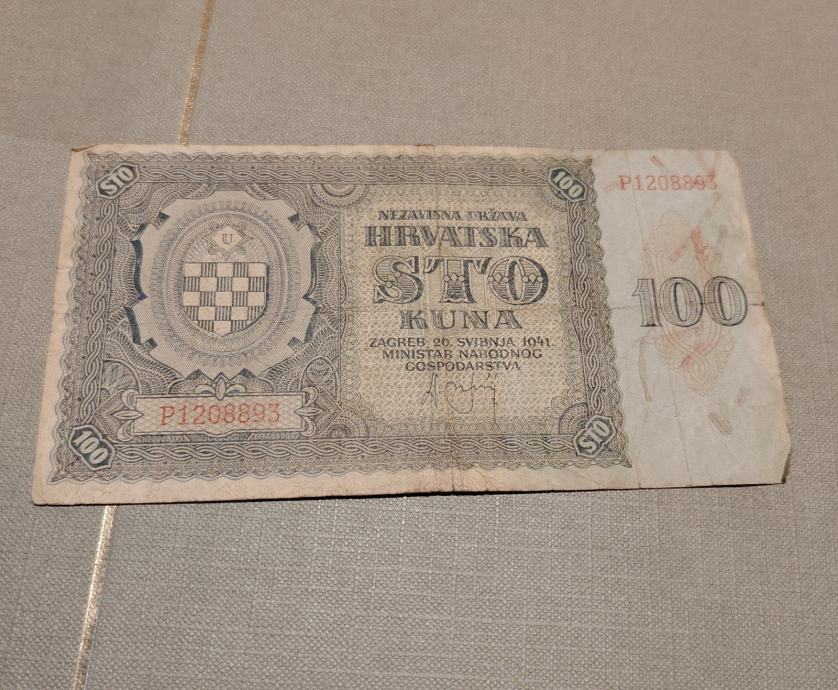 STO
100
P1208893
U
NEZAVISNA DRŽAVA
HRVATSKA
STO
KUNA
100
ZAGREB, 26. SVIBNJA 1941.
MINISTAR NARODNOG
GOSPODARSTVA
P1208893
100
STO